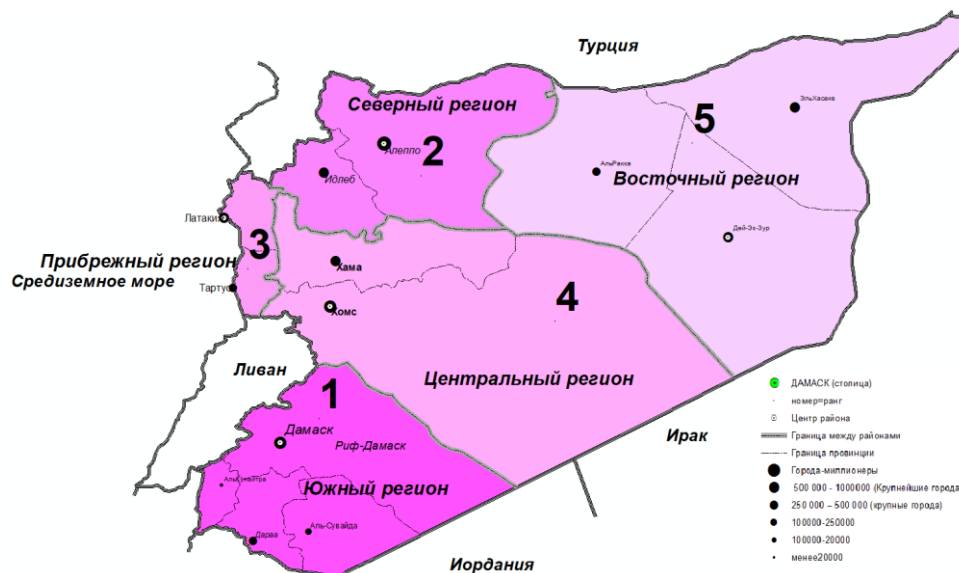 Турция
Северный регион
2
Алеппо
Идлеб
5
ЭльХасеке
АльРакка
Восточный регион
Дей-Эз-Зур
Латакия
3
Прибрежный регион
Средиземное море
Тартус
Хама
Хомс
4
Центральный регион
Ливан
1
Дамаск
Риф-Дамаск
Южный регион
Аль-Сувайда
Дараа
Ирак
Иордания
ДАМАСК (столица)
номер=ранг
Центр района
Граница между районами
Граница провинции
Города-миллионеры
500 000 - 1000000 (Крупнейшие города)
250 000 – 500 000 (крупные города)
100000-250000
100000-20000
менее20000